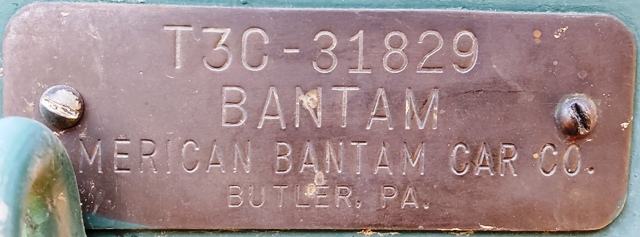 T3C-31829
BANTAM
MERICAN BANTAM CAR CO.
BUTLER, PA.